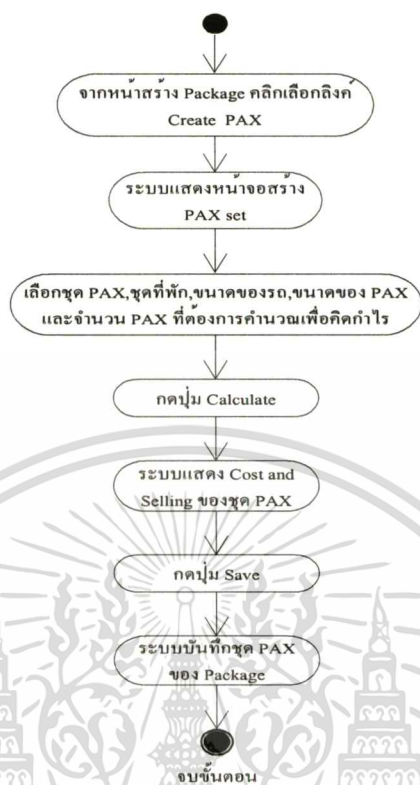 จากหน้าสร้าง Package คลิกเลือกลิงค์
Create PAX
ระบบแสดงหน้าจอสร้าง
PAX set
เลือกชุด PAX,ชุดที่พัก,ขนาดของรถ,ขนาดของ PAX
และจำนวน PAX ที่ต้องการคำนวณเพื่อคิดกำไร
กดปุ่ม Calculate
ระบบแสดง Cost and
Selling ของชุด PAX
กดปุ่ม Save
ระบบบันทึกชุด PAX
ของ Package
จบขั้นตอน